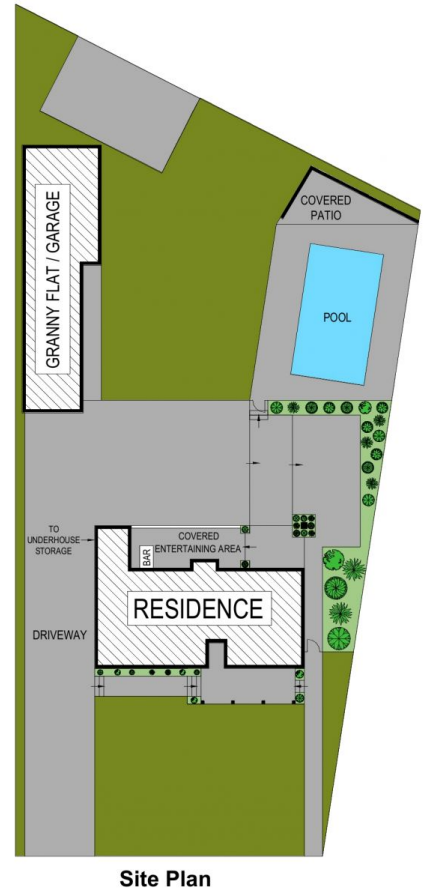 COVERED
PATIO
GRANNY FLAT / GARAGE
POOL
TO
UNDERHOUSE
STORAGE
COVERED
ENTERTAINING AREA
BAR
RESIDENCE
DRIVEWAY
Site Plan